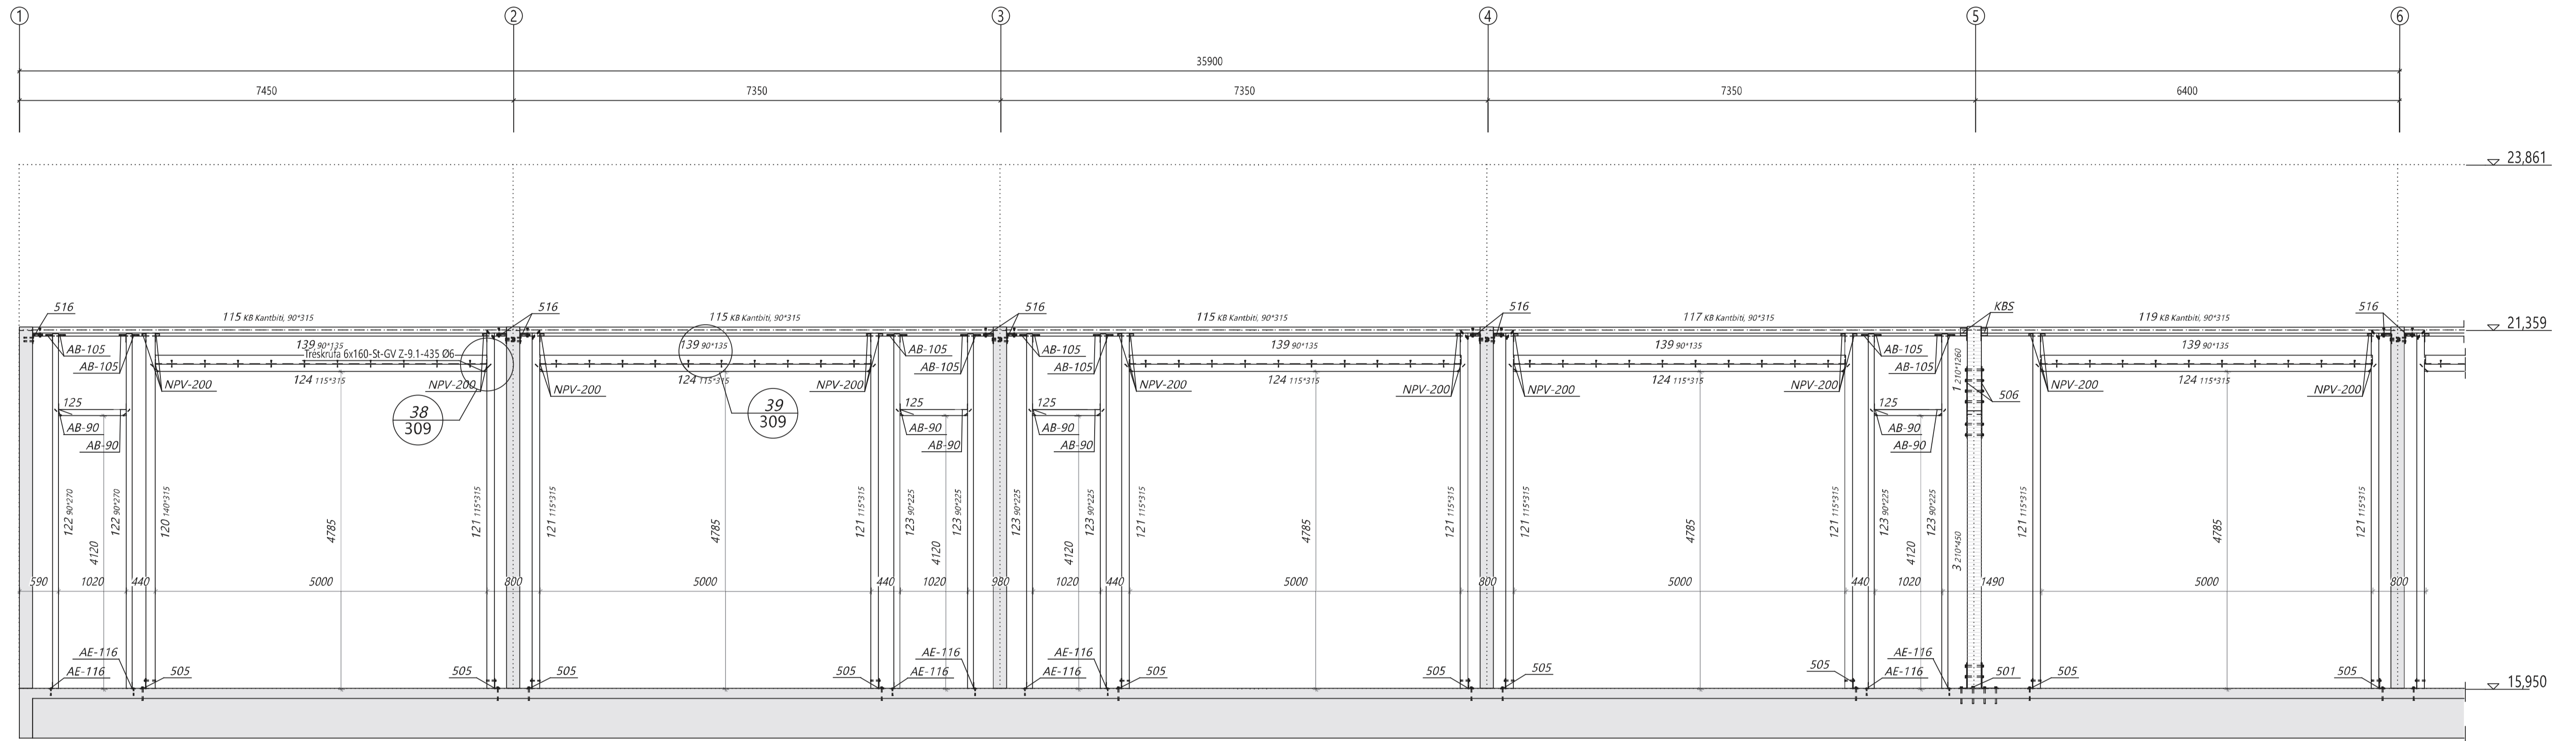 1 2 3 4 5 6
35900
7450 7350 7350 7350 6400
23,861
516 516 516 516 KBS 516
115 KB Kantbiti, 90*315 115 KB Kantbiti, 90*315 115 KB Kantbiti, 90*315 117 KB Kantbiti, 90*315 119 KB Kantbiti, 90*315
21,359
139 90*135 139 90*135 139 90*135 139 90*135 139 90*135
AB-105 AB-105 AB-105 AB-105
Tréskrúfa 6x160-St-GV Z-9.1-435 Ø6
AB-105 AB-105 AB-105 AB-105
124 115*315 124 115*315 124 115*315 124 115*315 124 115*315
NPV-200 NPV-200 NPV-200 NPV-200 NPV-200 NPV-200 NPV-200 NPV-200 NPV-200 NPV-200
1 210*260
506
125 125 125 125
38
309
39
309
AB-90 AB-90 AB-90 AB-90
AB-90 AB-90 AB-90 AB-90
122 90*270 122 90*270 120 140*315 121 115*315 121 115*315 121 115*315 123 90*225 123 90*225 123 90*225 123 90*225 121 115*315 121 115*315 121 115*315 121 115*315 123 90*225 123 90*225 121 115*315 121 115*315
4120 4785 4785 4120 4120 4785 4785 4120 3 210*450 4785
590 1020 440 5000 800 5000 440 1020 980 1020 440 5000 800 5000 440 1020 1490 5000 800
AE-116 AE-116 AE-116 AE-116
AE-116 505 505 505 505 AE-116 AE-116 505 505 505 505 AE-116 501 505 505
15,950